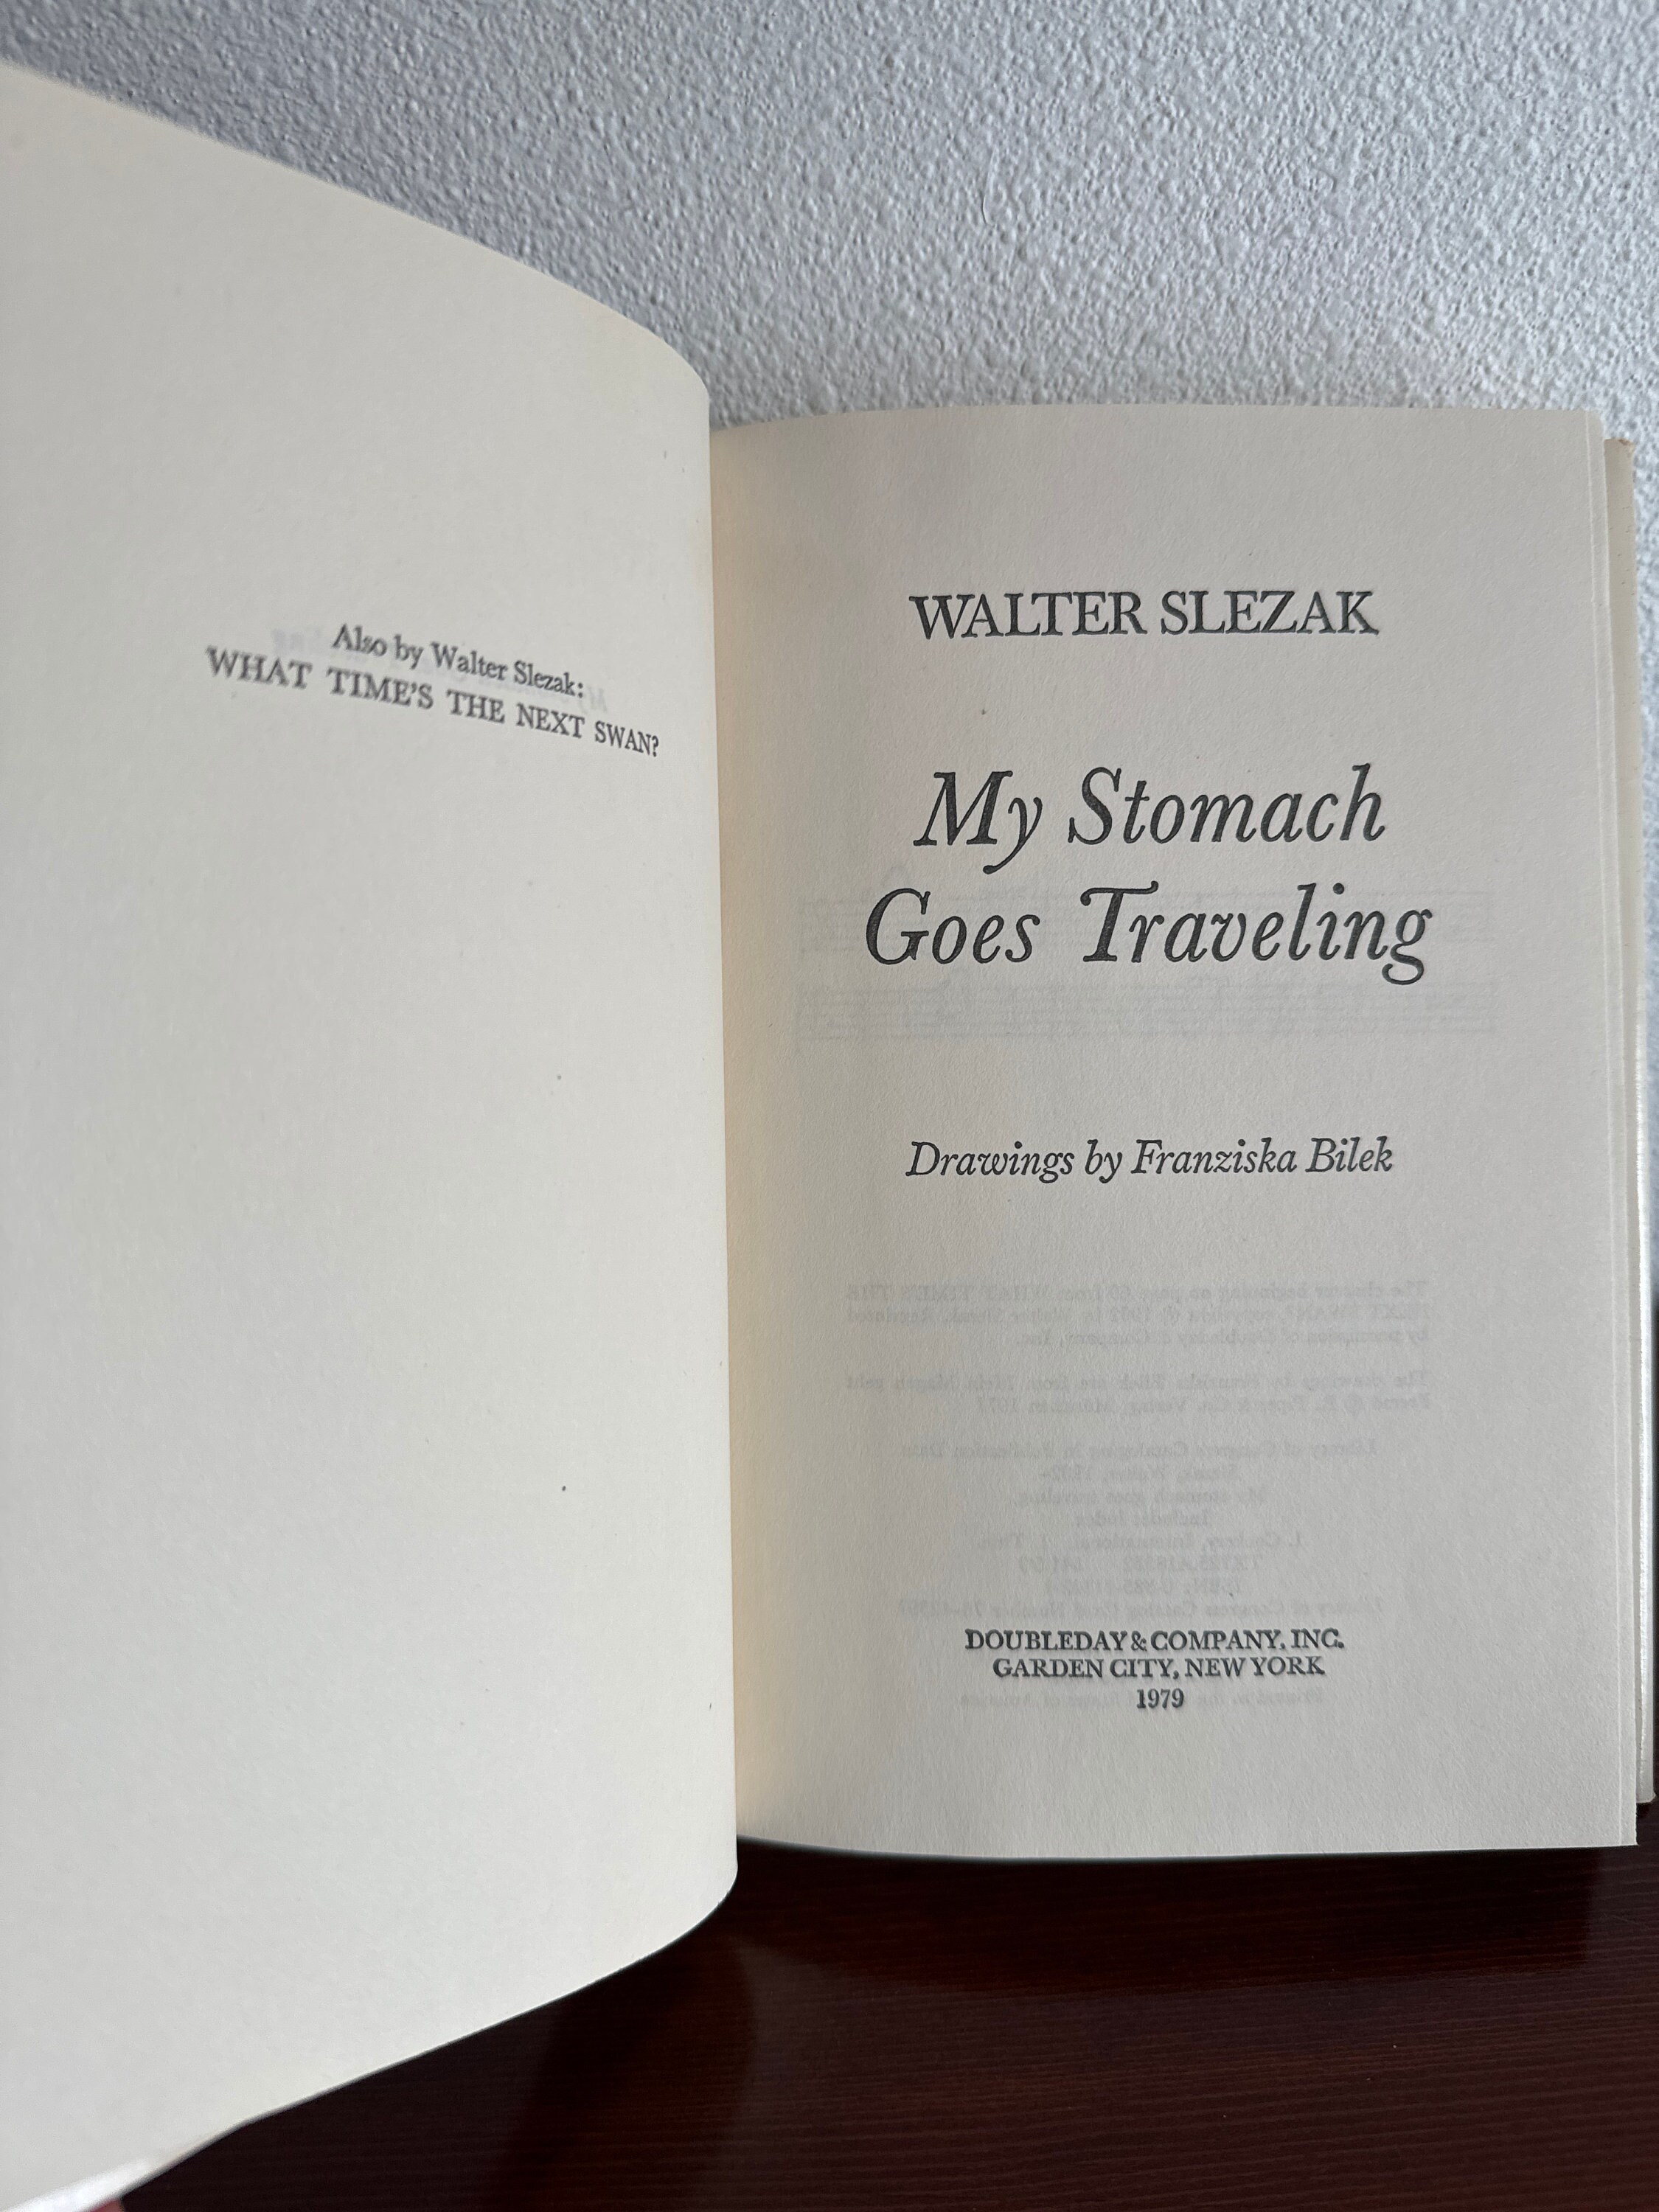 Also by Walter Slezak:
WHAT TIME'S THE NEXT SWAN?
WALTER SLEZAK
My Stomach
Goes Traveling
Drawings by Franziska Bilek
DOUBLEDAY & COMPANY, INC.
GARDEN CITY, NEW YORK
1979